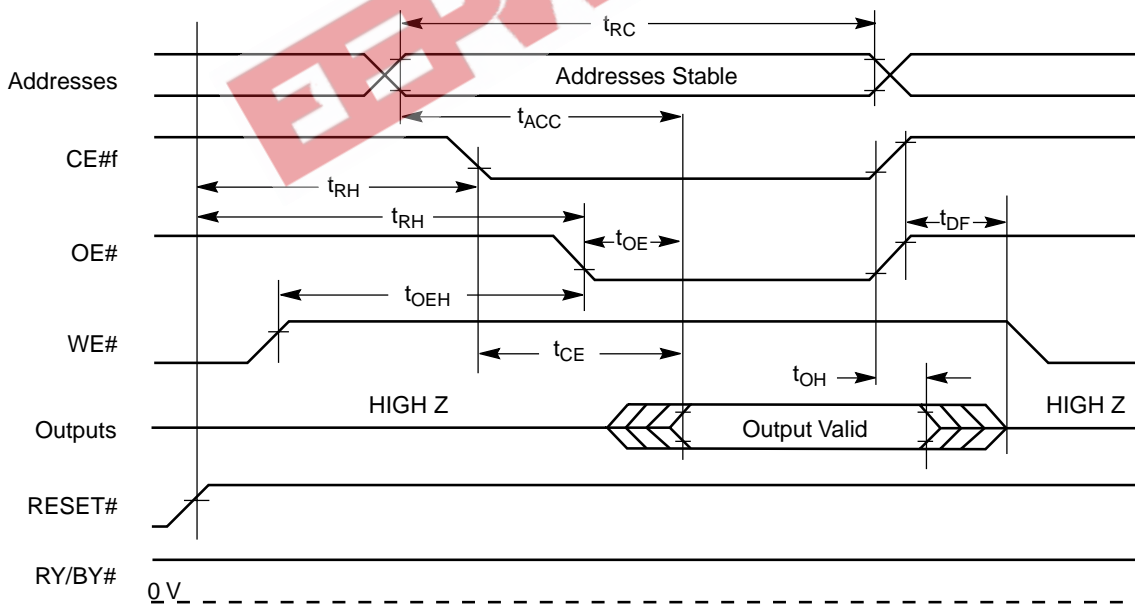 tRC
Addresses
Addresses Stable
tACC
CE#f
tRH
tRH
tDF
OE#
tOE
tOEH
WE#
tCE
tOH
HIGH Z
HIGH Z
Outputs
Output Valid
RESET#
RY/BY#
0 V